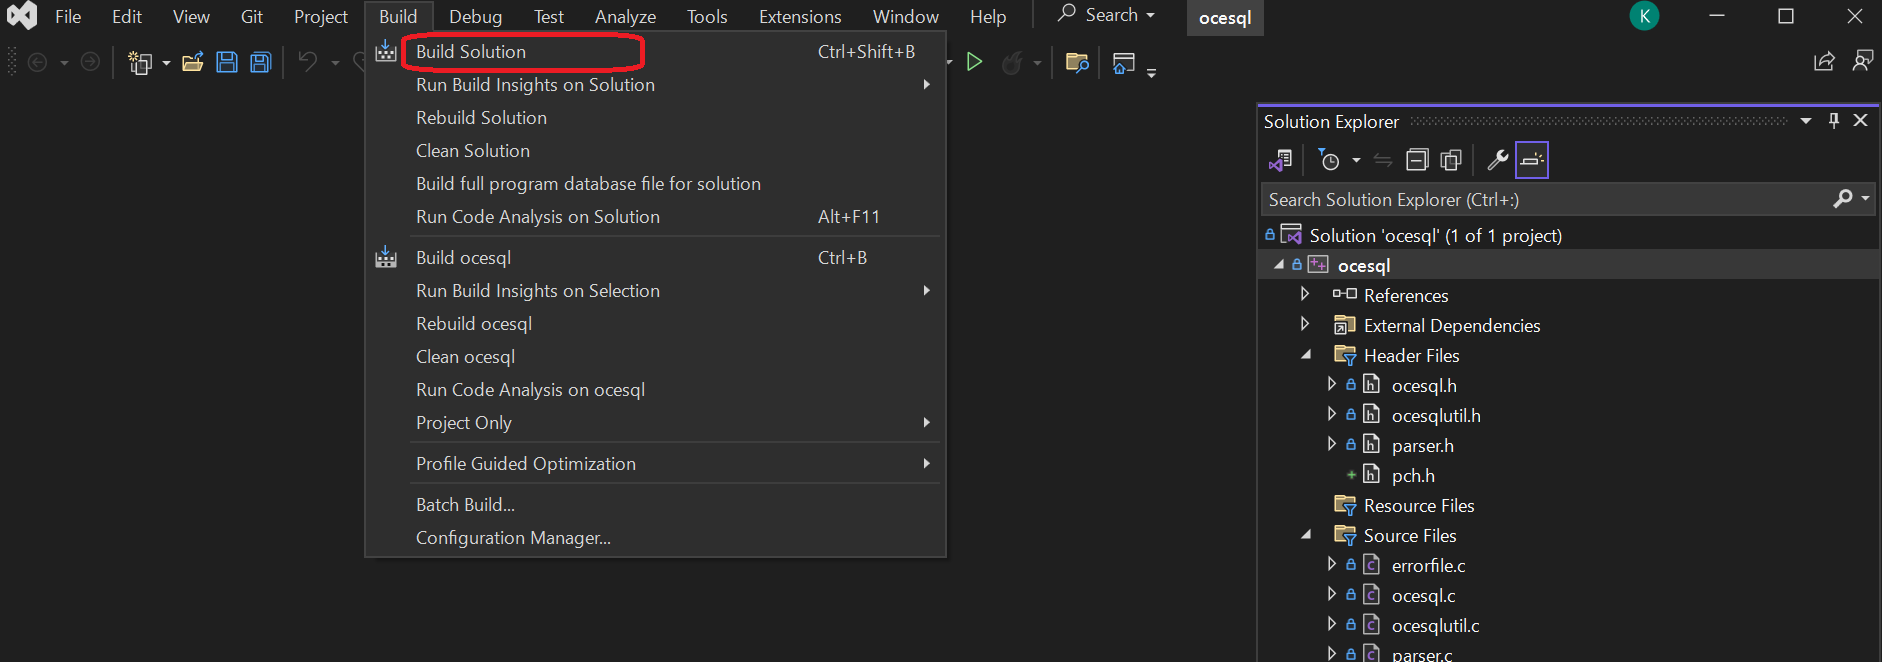 File Edit View Git Project Build Debug Test Analyze Tools Extensions Window Help Search ocesql K
Build Solution Ctrl+Shift+B
Run Build Insights on Solution
Rebuild Solution
Clean Solution
Build full program database file for solution
Run Code Analysis on Solution Alt+F11
Build ocesql Ctrl+B
Run Build Insights on Selection
Rebuild ocesql
Clean ocesql
Run Code Analysis on ocesql
Project Only
Profile Guided Optimization
Batch Build...
Configuration Manager...
Solution Explorer
Search Solution Explorer (Ctrl+:)
Solution 'ocesql' (1 of 1 project)
ocesql
References
External Dependencies
Header Files
ocesql.h
ocesqlutil.h
parser.h
pch.h
Resource Files
Source Files
errorfile.c
ocesql.c
ocesqlutil.c
parser.c